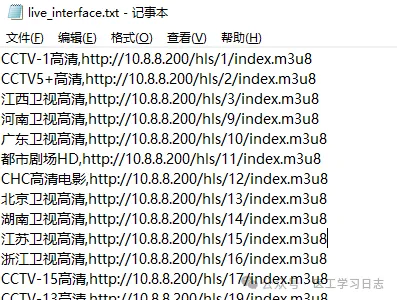 live_interface.txt - 记事本
文件(F) 编辑(E) 格式(O) 查看(V) 帮助(H)
CCTV-1高清,http://10.8.8.200/hls/1/index.m3u8
CCTV5+高清,http://10.8.8.200/hls/2/index.m3u8
江西卫视高清,http://10.8.8.200/hls/3/index.m3u8
河南卫视高清,http://10.8.8.200/hls/9/index.m3u8
广东卫视高清,http://10.8.8.200/hls/10/index.m3u8
都市剧场HD,http://10.8.8.200/hls/11/index.m3u8
CHC高清电影,http://10.8.8.200/hls/12/index.m3u8
北京卫视高清,http://10.8.8.200/hls/13/index.m3u8
湖南卫视高清,http://10.8.8.200/hls/14/index.m3u8
江苏卫视高清,http://10.8.8.200/hls/15/index.m3u8
浙江卫视高清,http://10.8.8.200/hls/16/index.m3u8
CCTV-15高清,http://10.8.8.200/hls/17/index.m3u8
CCTV-13高清,http://10.8.8.200/hls/19/index.m3u8
工学习日志